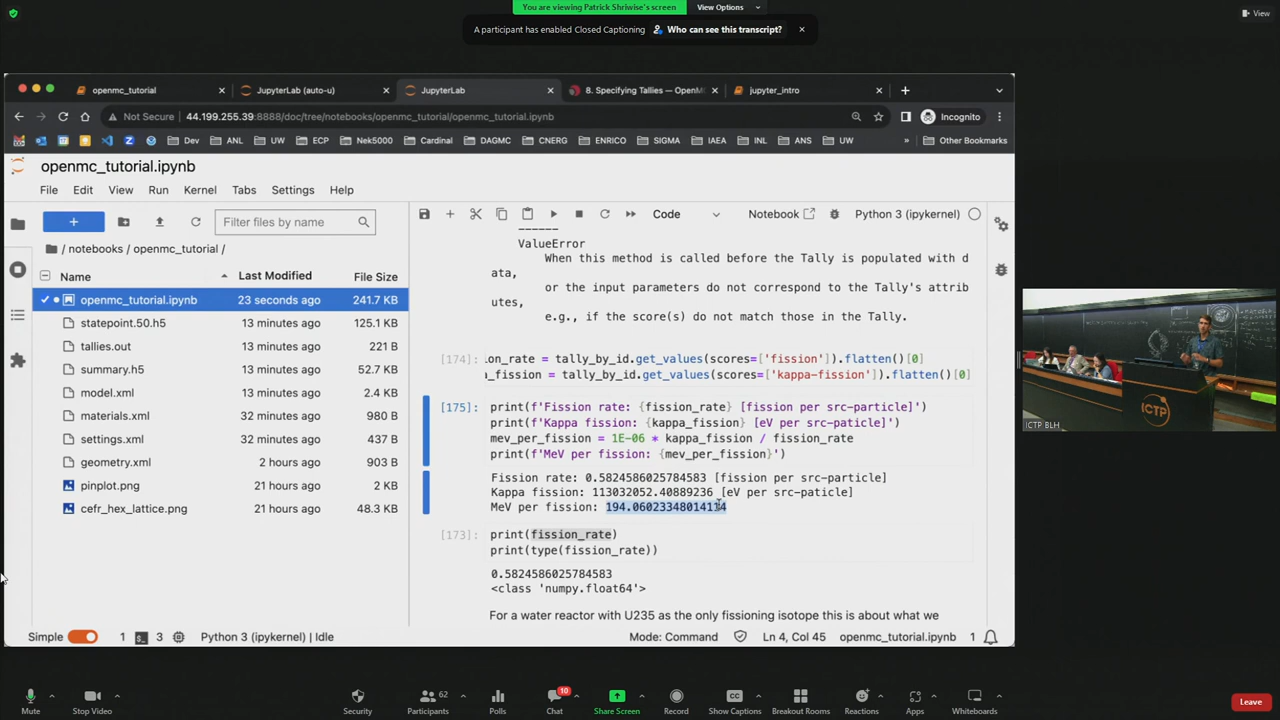 You are viewing Patrick Shriwise's screen
View Options
View
A participant has enabled Closed Captioning
Who can see this transcript?
openmc_tutorial
JupyterLab (auto-u)
JupyterLab
8. Specifying Tallies — OpenM
jupyter_intro
Not Secure
44.199.255.39:8888/doc/tree/notebooks/openmc_tutorial/openmc_tutorial.ipynb
Incognito
Dev
ANL
UW
ECP
Nek5000
Cardinal
DAGMC
CNERG
ENRICO
SIGMA
IAEA
INL
ANS
UW
»
Other Bookmarks
openmc_tutorial.ipynb
File
Edit
View
Run
Kernel
Tabs
Settings
Help
Filter files by name
Code
Notebook
Python 3 (ipykernel)
/ notebooks / openmc_tutorial /
Name
Last Modified
File Size
openmc_tutorial.ipynb
23 seconds ago
241.7 KB
statepoint.50.h5
13 minutes ago
125.1 KB
tallies.out
13 minutes ago
221 B
summary.h5
13 minutes ago
52.7 KB
model.xml
13 minutes ago
2.4 KB
materials.xml
32 minutes ago
980 B
settings.xml
32 minutes ago
437 B
geometry.xml
2 hours ago
903 B
pinplot.png
21 hours ago
2 KB
cefr_hex_lattice.png
21 hours ago
48.3 KB
------
ValueError
When this method is called before the Tally is populated with d
ata,
or the input parameters do not correspond to the Tally's attrib
utes,
e.g., if the score(s) do not match those in the Tally.
[174]:
ion_rate = tally_by_id.get_values(scores=['fission']).flatten()[0]
a_fission = tally_by_id.get_values(scores=['kappa-fission']).flatten()[0]
[175]:
print(f'Fission rate: {fission_rate} [fission per src-particle]')
print(f'Kappa fission: {kappa_fission} [eV per src-paticle]')
mev_per_fission = 1E-06 * kappa_fission / fission_rate
print(f'MeV per fission: {mev_per_fission}')
Fission rate: 0.5824586025784583 [fission per src-particle]
Kappa fission: 113032052.40889236 [eV per src-paticle]
MeV per fission: 194.06023348014134
[173]:
print(fission_rate)
print(type(fission_rate))
0.5824586025784583
<class 'numpy.float64'>
For a water reactor with U235 as the only fissioning isotope this is about what we
Simple
1
3
Python 3 (ipykernel) | Idle
Mode: Command
Ln 4, Col 45
openmc_tutorial.ipynb
1
ICTP
ICTP BLH
Mute
Stop Video
Security
Participants
62
Polls
Chat
10
Share Screen
Record
Show Captions
Breakout Rooms
Reactions
Apps
Whiteboards
Leave